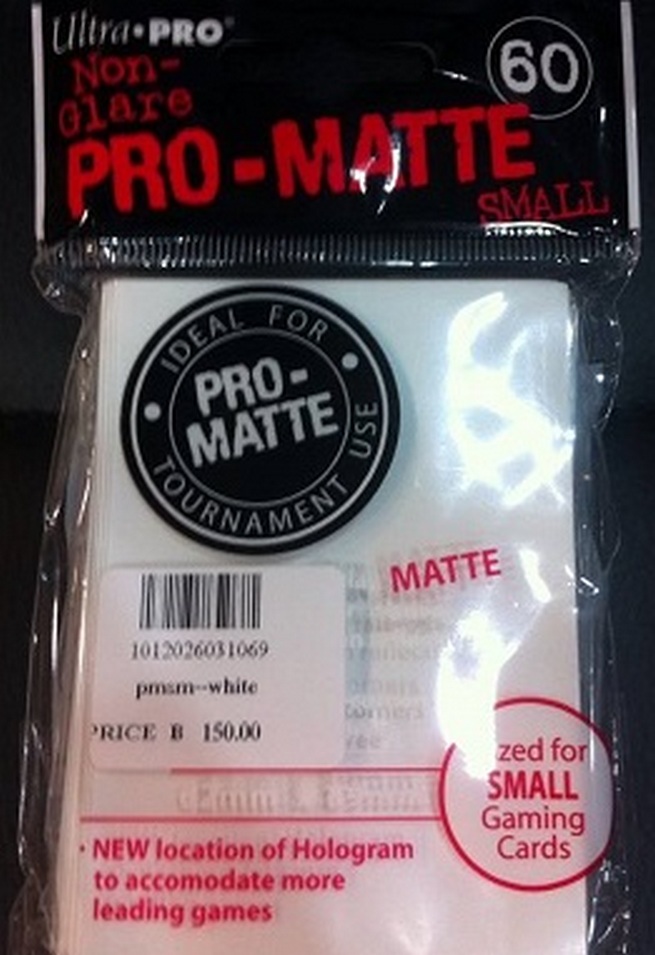 Ultra•PRO®
60
Non-
Glare
PRO-MATTE
SMALL
IDEAL FOR
PRO-
MATTE
TOURNAMENT USE
MATTE
1012026031069
pmsm--white
PRICE B 150.00
zed for
SMALL
Gaming
Cards
• NEW location of Hologram
to accomodate more
leading games